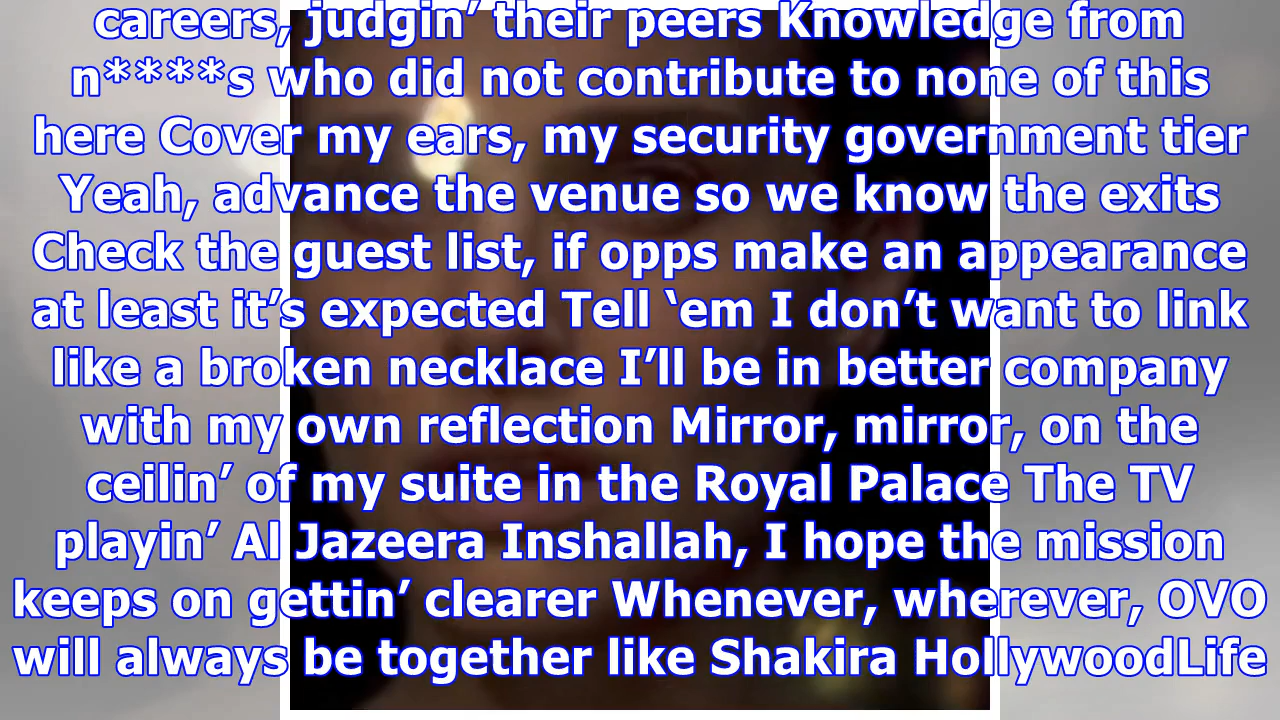 careers, judgin’ their peers Knowledge from
n****s who did not contribute to none of this
here Cover my ears, my security government tier
Yeah, advance the venue so we know the exits
Check the guest list, if opps make an appearance
at least it’s expected Tell ‘em I don’t want to link
like a broken necklace I’ll be in better company
with my own reflection Mirror, mirror, on the
ceilin’ of my suite in the Royal Palace The TV
playin’ Al Jazeera Inshallah, I hope the mission
keeps on gettin’ clearer Whenever, wherever, OVO
will always be together like Shakira HollywoodLife